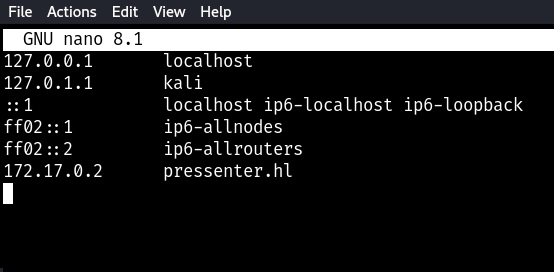 File Actions Edit View Help
GNU nano 8.1
127.0.0.1 localhost
127.0.1.1 kali
::1 localhost ip6-localhost ip6-loopback
ff02::1 ip6-allnodes
ff02::2 ip6-allrouters
172.17.0.2 pressenter.hl